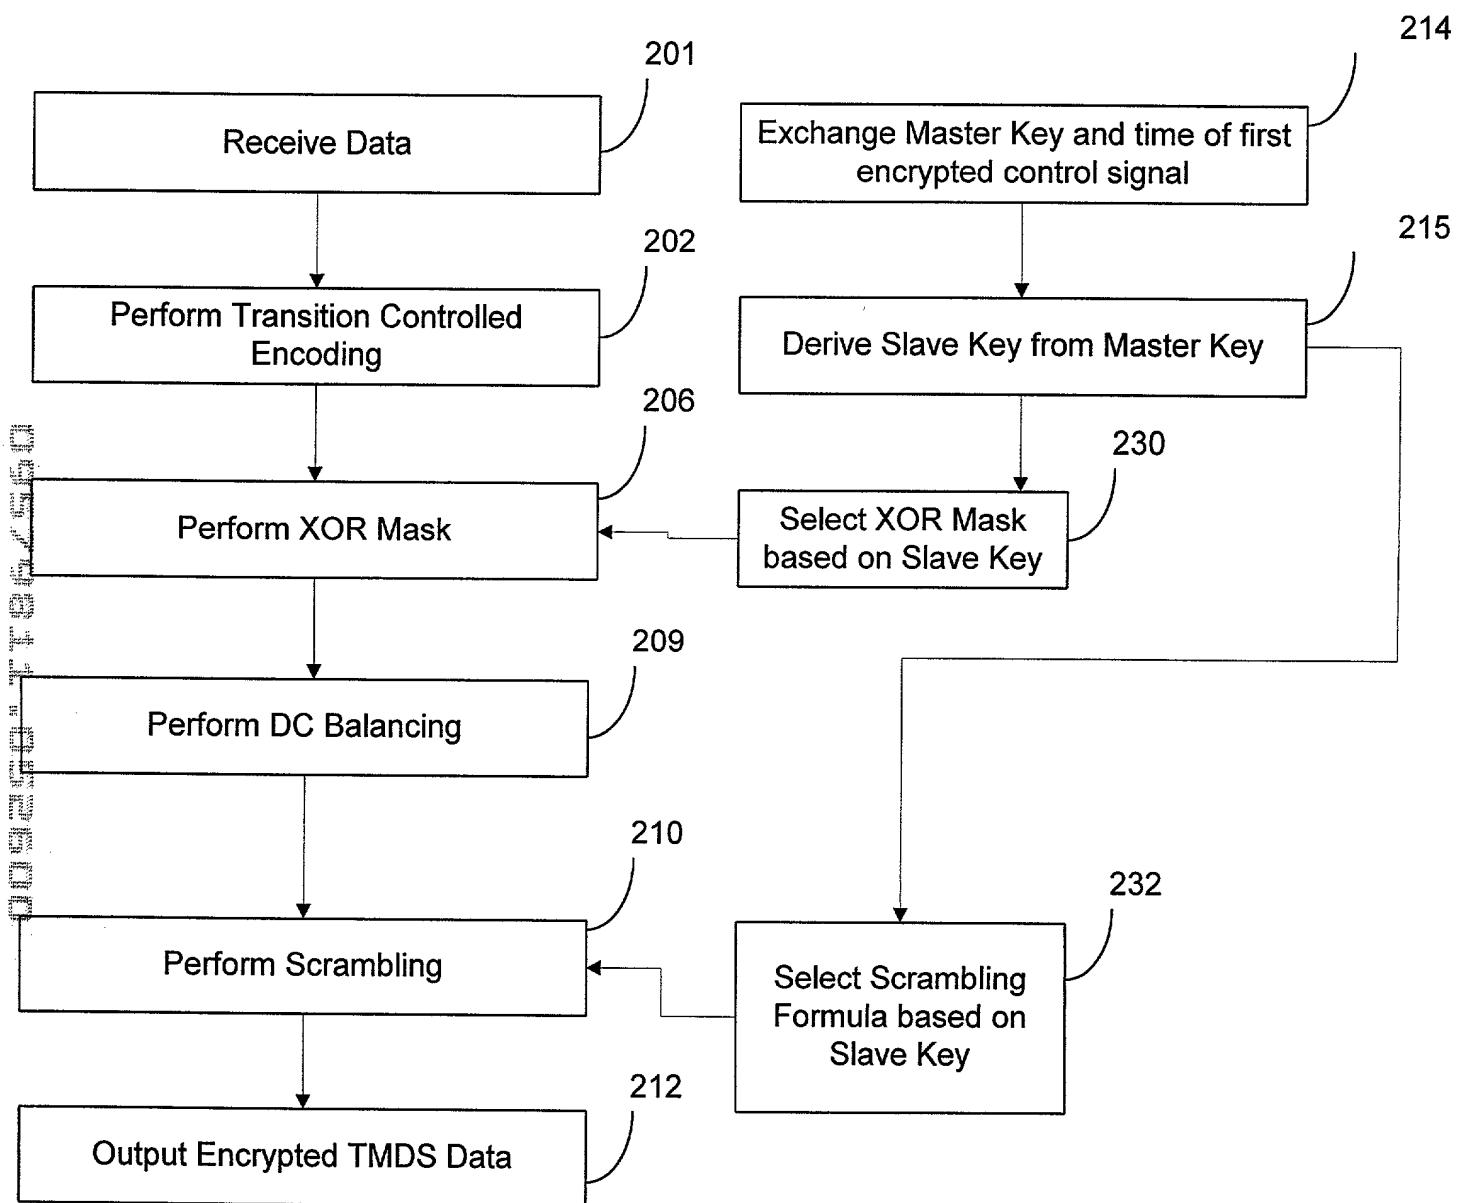 201
Receive Data
202
Perform Transition Controlled
Encoding
206
Perform XOR Mask
209
Perform DC Balancing
210
Perform Scrambling
212
Output Encrypted TMDS Data
214
Exchange Master Key and time of first
encrypted control signal
215
Derive Slave Key from Master Key
230
Select XOR Mask
based on Slave Key
232
Select Scrambling
Formula based on
Slave Key